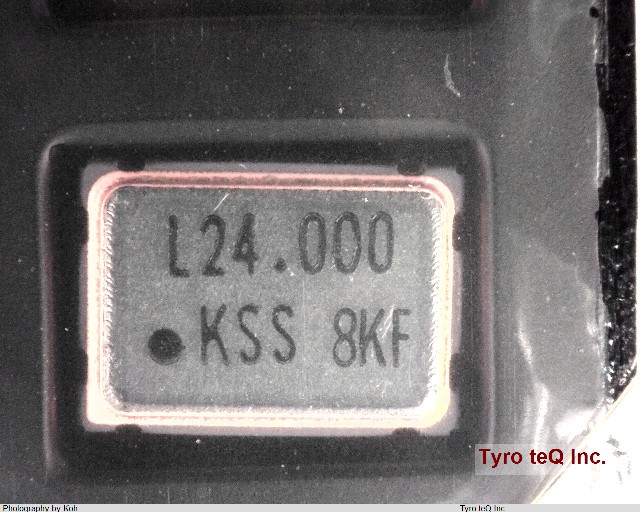 L24.000
KSS 8KF
Tyro teQ Inc.
Photography by Koh
Tyro teQ Inc